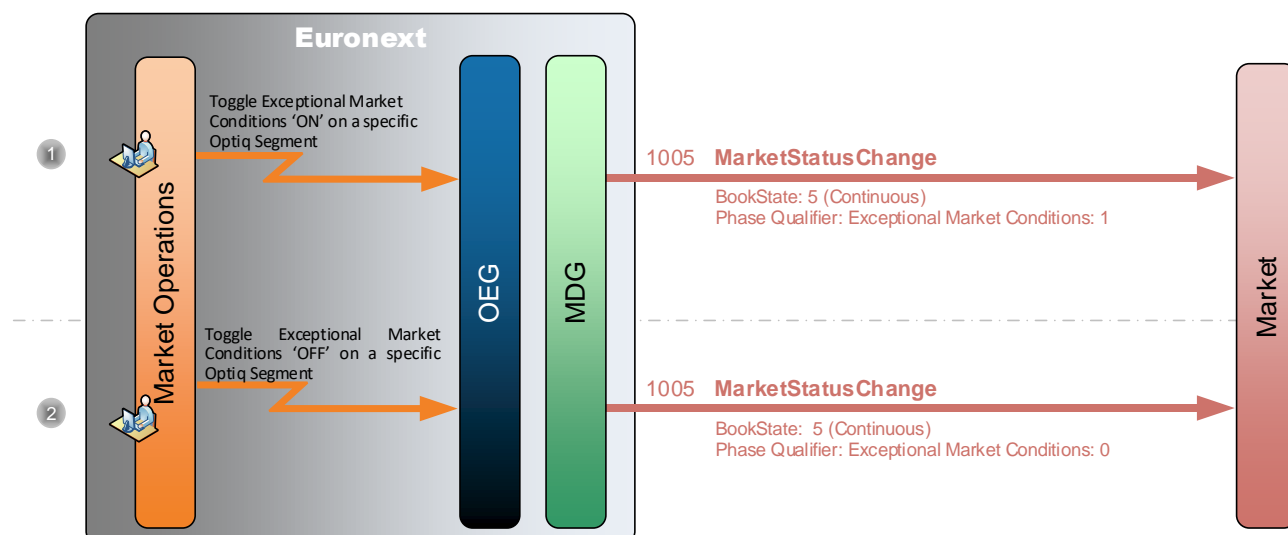 Euronext
Toggle Exceptional Market
Conditions 'ON' on a specific
Optiq Segment
1
1005 MarketStatusChange
BookState: 5 (Continuous)
Phase Qualifier: Exceptional Market Conditions: 1
Market Operations
OEG
MDG
Market
Toggle Exceptional Market
Conditions 'OFF' on a specific
Optiq Segment
2
1005 MarketStatusChange
BookState: 5 (Continuous)
Phase Qualifier: Exceptional Market Conditions: 0